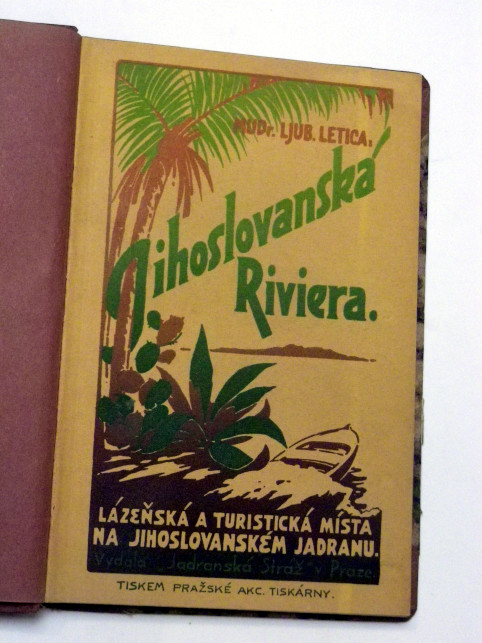 MUDr. LJUB. LETICA.
Jihoslovanská
Riviera.
LÁZEŇSKÁ A TURISTICKÁ MÍSTA
NA JIHOSLOVANSKÉM JADRANU.
Vydala "Jadranská Stráž" v Praze
TISKEM PRAŽSKÉ AKC. TISKÁRNY.